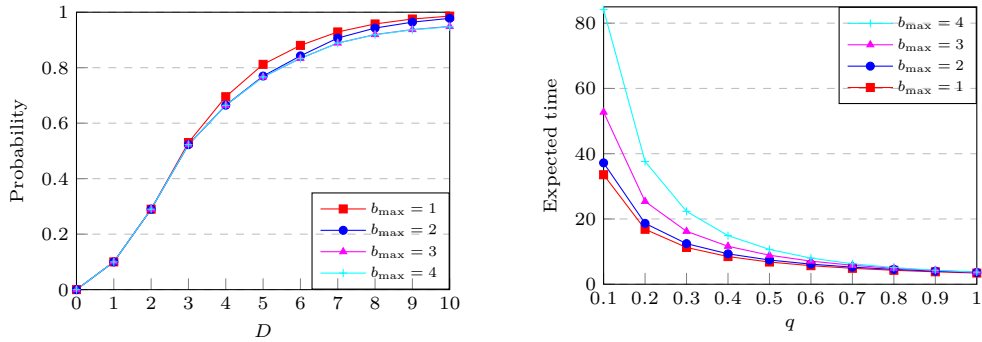 1
0.8
0.6
0.4
0.2
0
Probability
0 1 2 3 4 5 6 7 8 9 10
D
b_max = 1
b_max = 2
b_max = 3
b_max = 4
80
60
40
20
0
Expected time
0.1 0.2 0.3 0.4 0.5 0.6 0.7 0.8 0.9 1
q
b_max = 4
b_max = 3
b_max = 2
b_max = 1